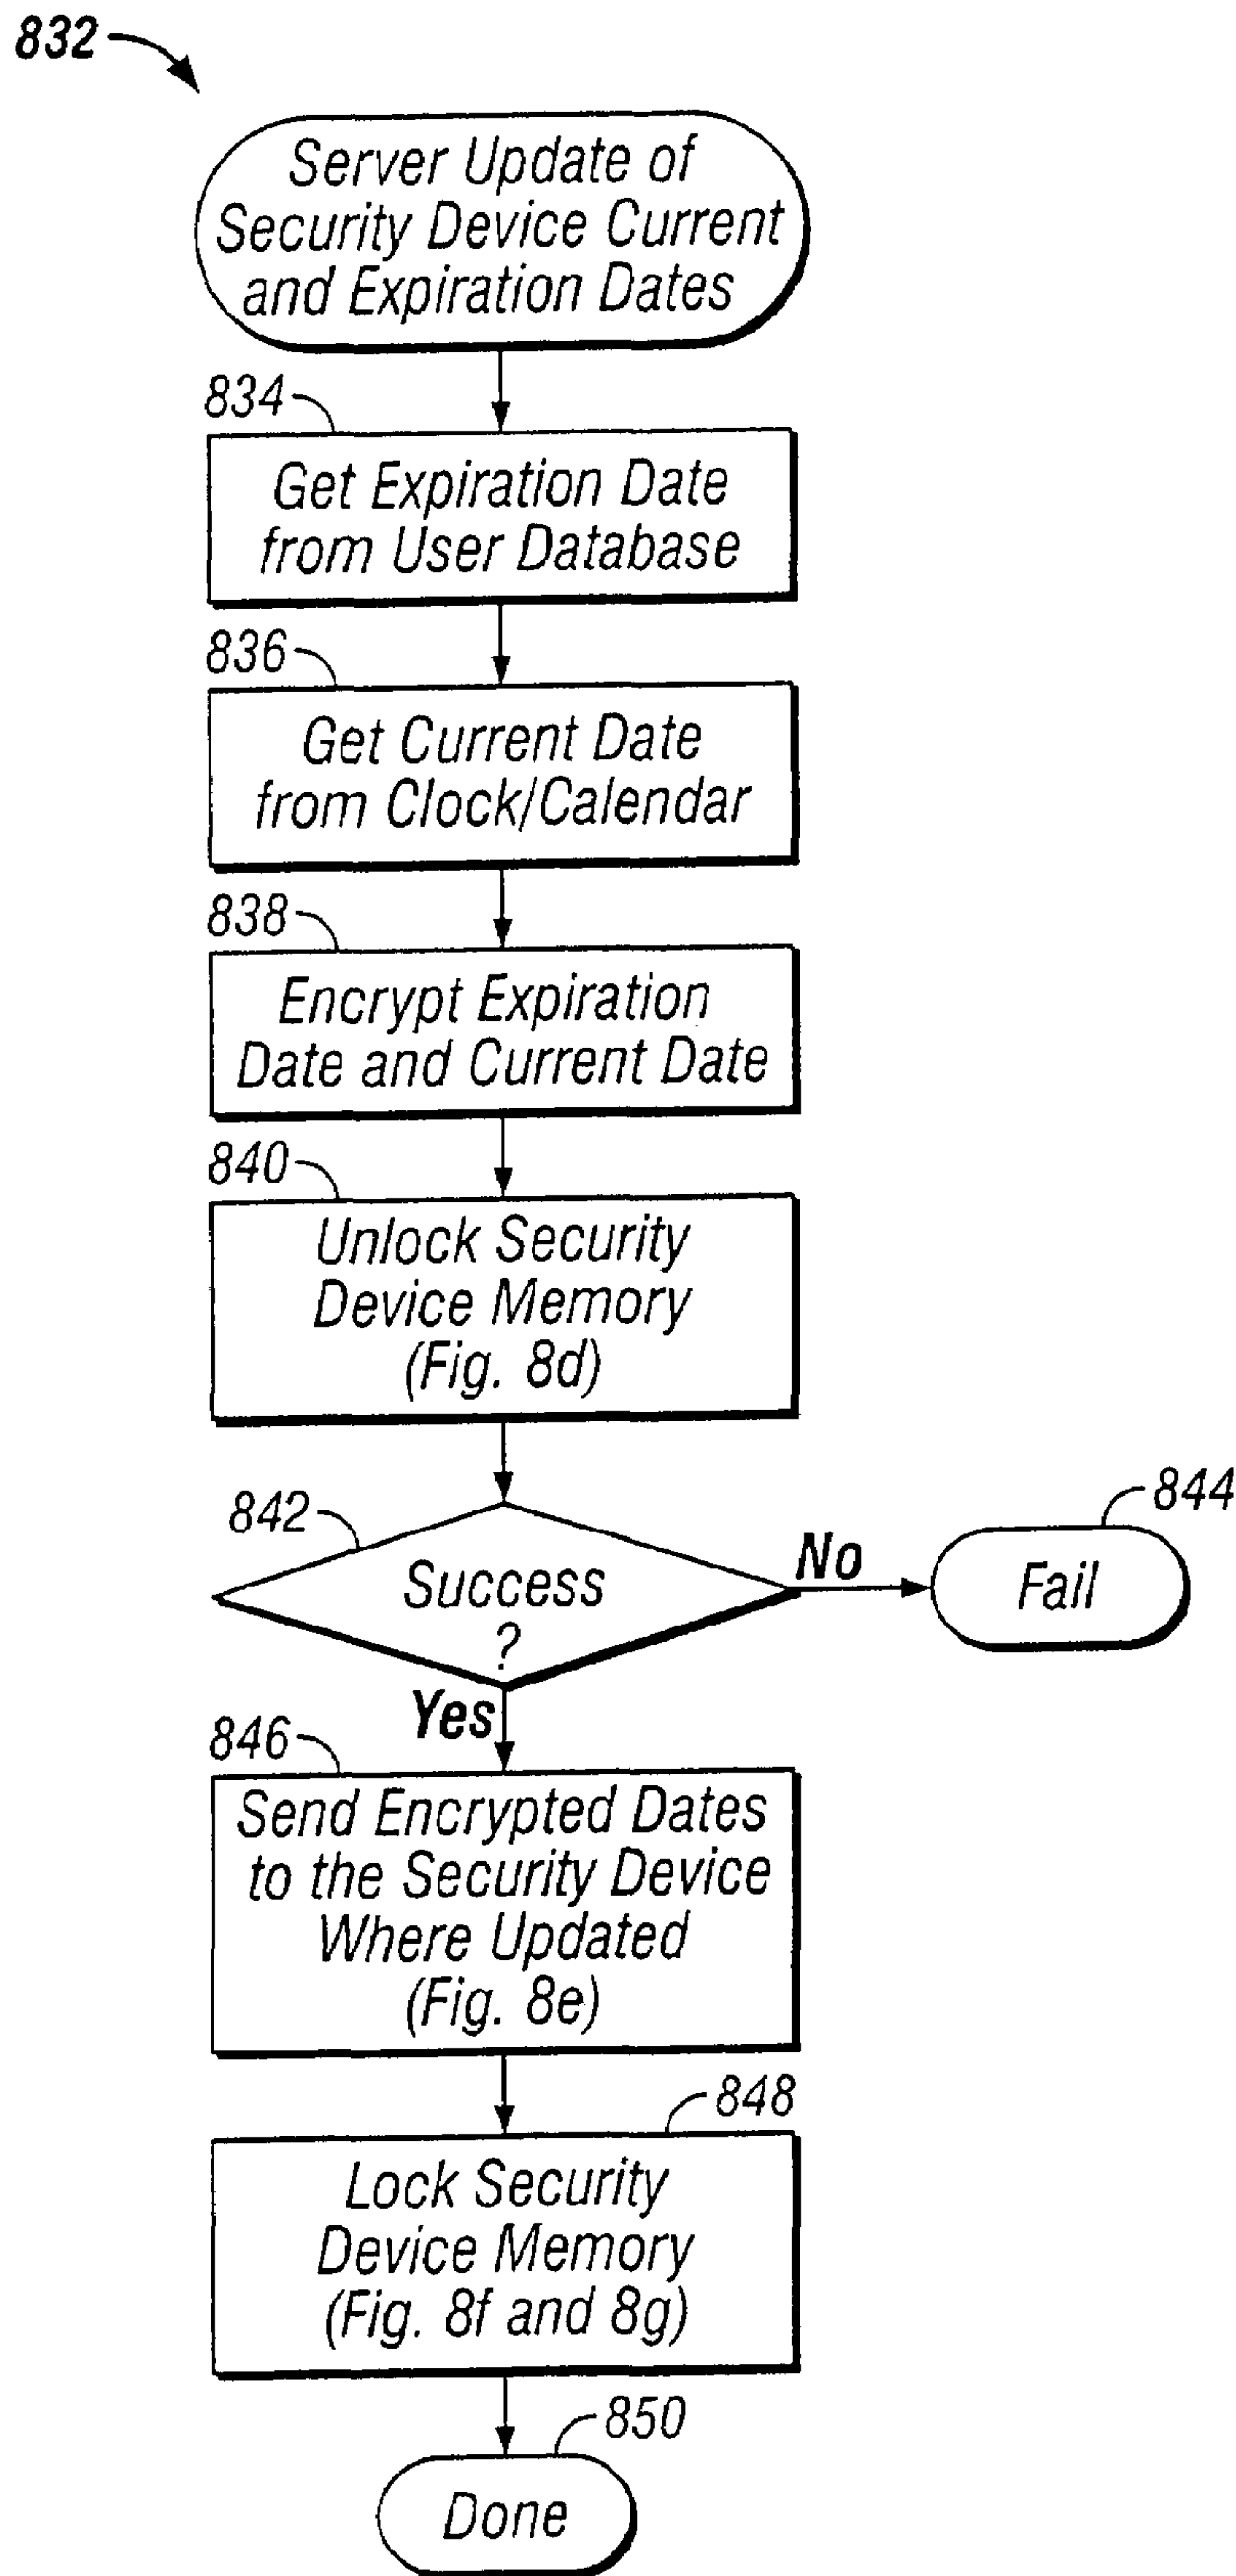 832
Server Update of
Security Device Current
and Expiration Dates
834
Get Expiration Date
from User Database
836
Get Current Date
from Clock/Calendar
838
Encrypt Expiration
Date and Current Date
840
Unlock Security
Device Memory
(Fig. 8d)
842
Success
?
No
844
Fail
Yes
846
Send Encrypted Dates
to the Security Device
Where Updated
(Fig. 8e)
848
Lock Security
Device Memory
(Fig. 8f and 8g)
850
Done